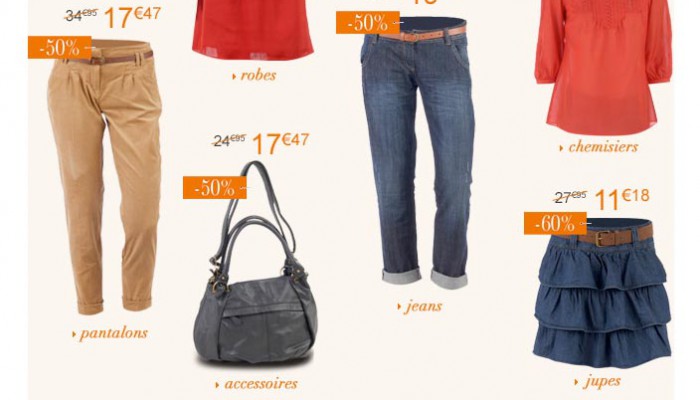 34€95 17€47
-50%
robes
-50%
chemisiers
24€95 17€47
-50%
27€95 11€18
-60%
pantalons
jeans
accessoires
jupes